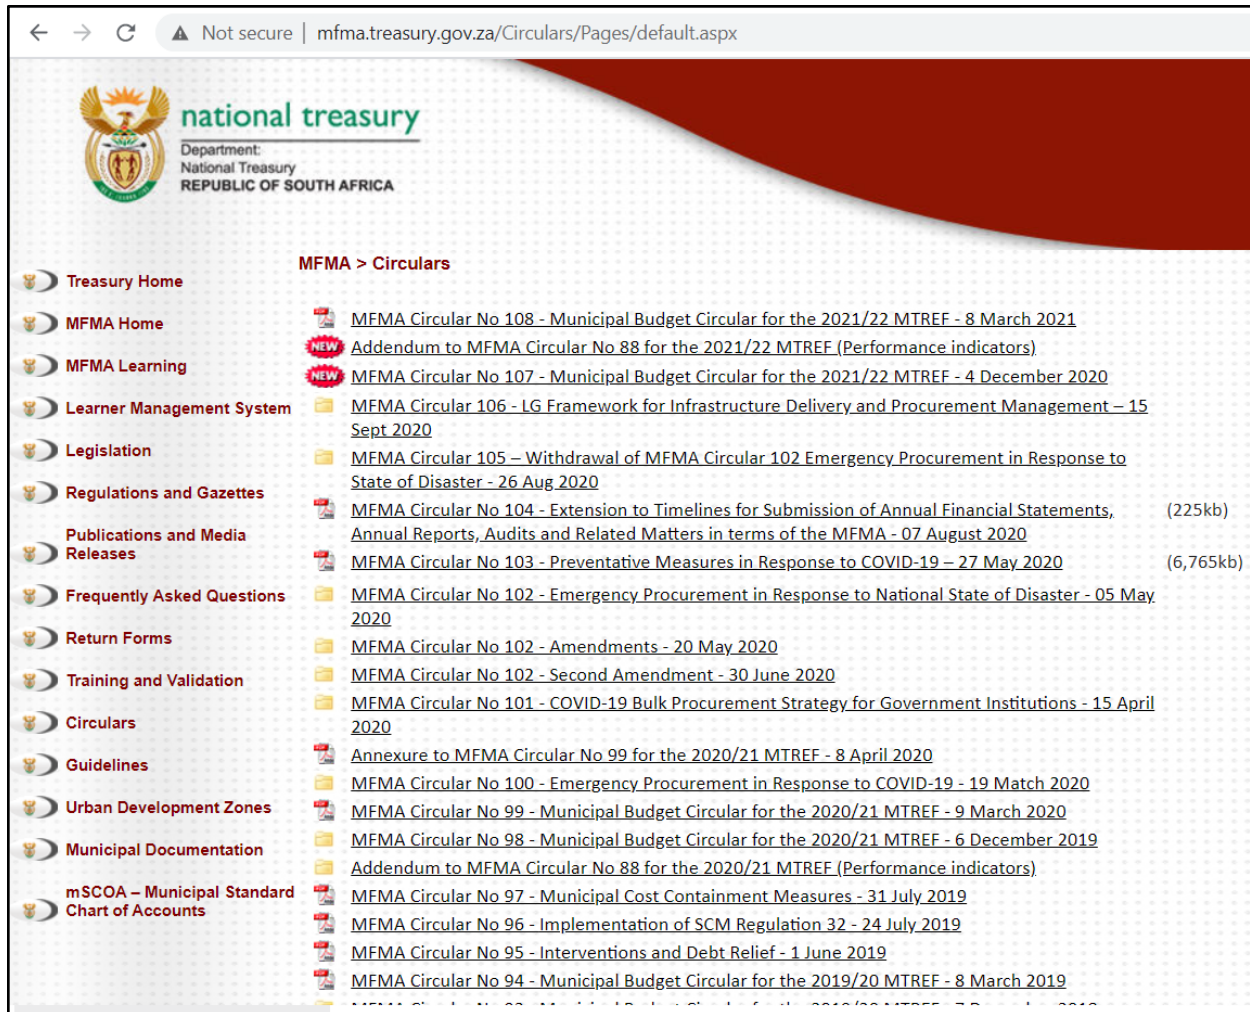 Not secure | mfma.treasury.gov.za/Circulars/Pages/default.aspx
national treasury
Department:
National Treasury
REPUBLIC OF SOUTH AFRICA
MFMA > Circulars
Treasury Home
MFMA Home
MFMA Learning
Learner Management System
Legislation
Regulations and Gazettes
Publications and Media
Releases
Frequently Asked Questions
Return Forms
Training and Validation
Circulars
Guidelines
Urban Development Zones
Municipal Documentation
mSCOA – Municipal Standard
Chart of Accounts
MFMA Circular No 108 - Municipal Budget Circular for the 2021/22 MTREF - 8 March 2021
NEW Addendum to MFMA Circular No 88 for the 2021/22 MTREF (Performance indicators)
NEW MFMA Circular No 107 - Municipal Budget Circular for the 2021/22 MTREF - 4 December 2020
MFMA Circular 106 - LG Framework for Infrastructure Delivery and Procurement Management – 15
Sept 2020
MFMA Circular 105 – Withdrawal of MFMA Circular 102 Emergency Procurement in Response to
State of Disaster - 26 Aug 2020
MFMA Circular No 104 - Extension to Timelines for Submission of Annual Financial Statements, (225kb)
Annual Reports, Audits and Related Matters in terms of the MFMA - 07 August 2020
MFMA Circular No 103 - Preventative Measures in Response to COVID-19 – 27 May 2020 (6,765kb)
MFMA Circular No 102 - Emergency Procurement in Response to National State of Disaster - 05 May
2020
MFMA Circular No 102 - Amendments - 20 May 2020
MFMA Circular No 102 - Second Amendment - 30 June 2020
MFMA Circular No 101 - COVID-19 Bulk Procurement Strategy for Government Institutions - 15 April
2020
Annexure to MFMA Circular No 99 for the 2020/21 MTREF - 8 April 2020
MFMA Circular No 100 - Emergency Procurement in Response to COVID-19 - 19 Match 2020
MFMA Circular No 99 - Municipal Budget Circular for the 2020/21 MTREF - 9 March 2020
MFMA Circular No 98 - Municipal Budget Circular for the 2020/21 MTREF - 6 December 2019
Addendum to MFMA Circular No 88 for the 2020/21 MTREF (Performance indicators)
MFMA Circular No 97 - Municipal Cost Containment Measures - 31 July 2019
MFMA Circular No 96 - Implementation of SCM Regulation 32 - 24 July 2019
MFMA Circular No 95 - Interventions and Debt Relief - 1 June 2019
MFMA Circular No 94 - Municipal Budget Circular for the 2019/20 MTREF - 8 March 2019